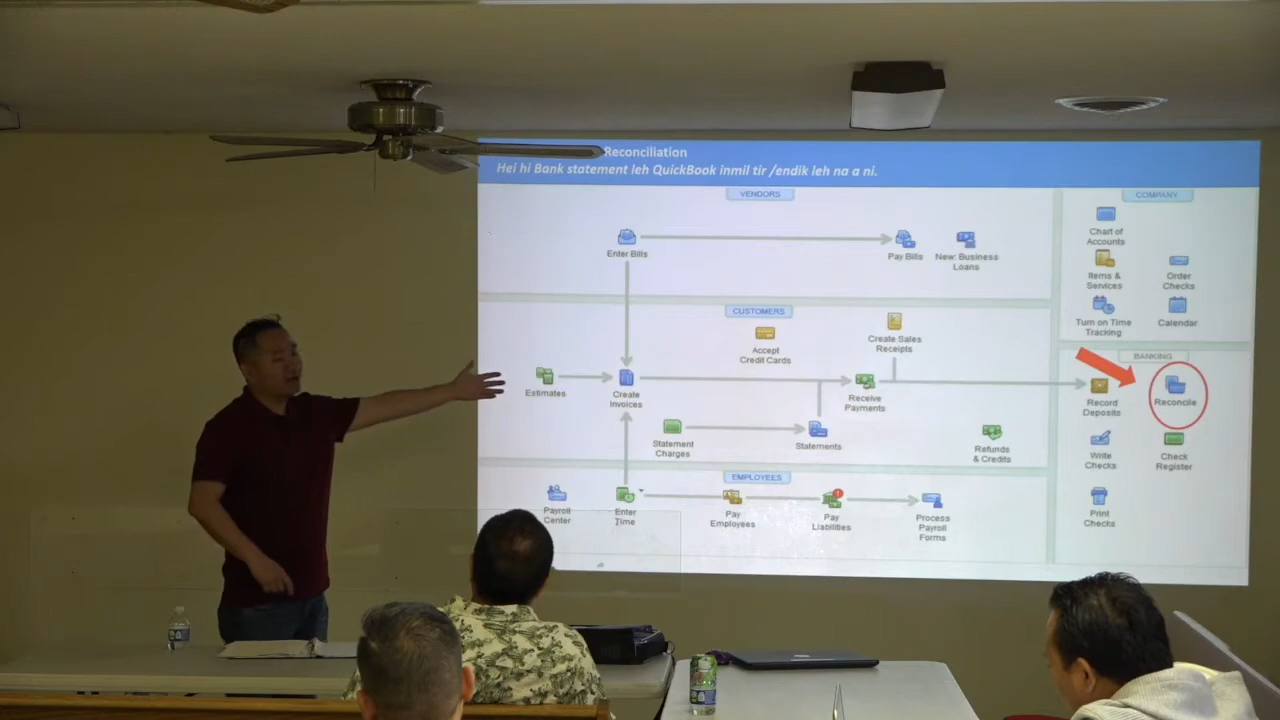 Reconciliation
Hei hi Bank statement leh QuickBook inmil tir /endik leh na a ni.
VENDORS
Enter Bills
Pay Bills
New: Business
Loans
CUSTOMERS
Accept
Credit Cards
Create Sales
Receipts
Estimates
Create
Invoices
Receive
Payments
Statement
Charges
Statements
Refunds
& Credits
EMPLOYEES
Payroll
Center
Enter
Time
Pay
Employees
Pay
Liabilities
Process
Payroll
Forms
COMPANY
Chart of
Accounts
Items &
Services
Order
Checks
Turn on Time
Tracking
Calendar
BANKING
Record
Deposits
Reconcile
Write
Checks
Check
Register
Print
Checks